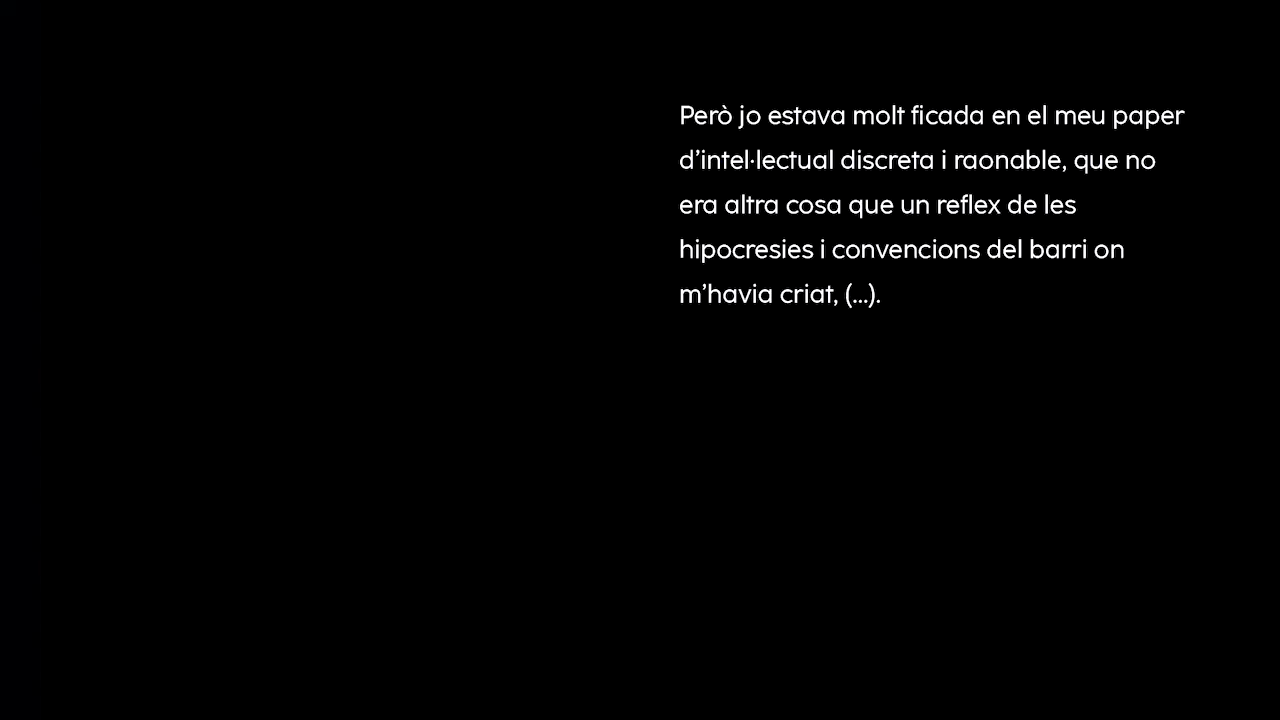 Però jo estava molt ficada en el meu paper
d’intel·lectual discreta i raonable, que no
era altra cosa que un reflex de les
hipocresies i convencions del barri on
m’havia criat, (...).